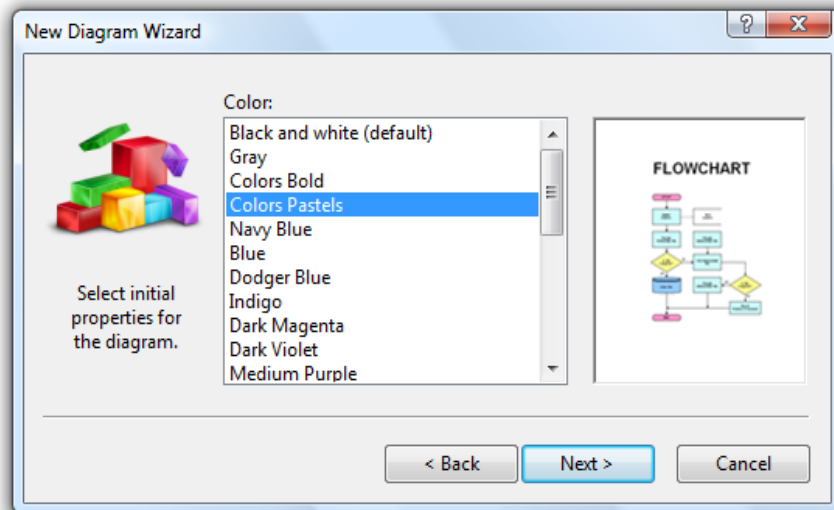 New Diagram Wizard
?
Color:
Black and white (default)
Gray
Colors Bold
Colors Pastels
Navy Blue
Blue
Dodger Blue
Indigo
Dark Magenta
Dark Violet
Medium Purple
Select initial
properties for
the diagram.
FLOWCHART
< Back
Next >
Cancel